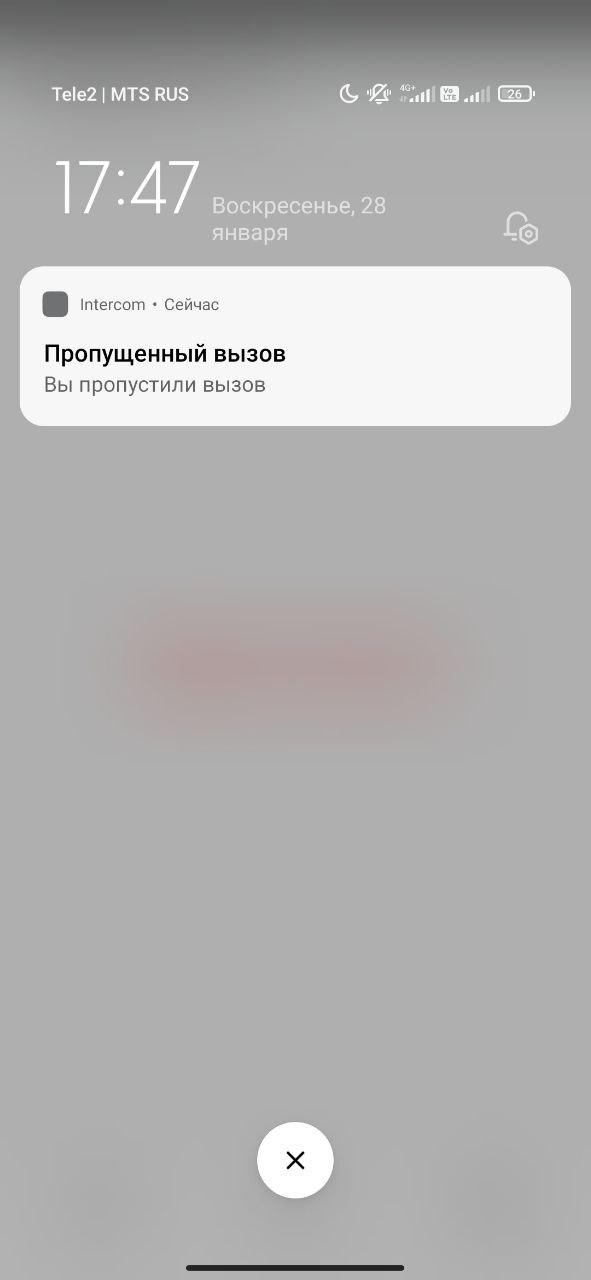 Tele2 | MTS RUS
4G+
Vo
LTE
26
17:47
Воскресенье, 28
января
Intercom • Сейчас
Пропущенный вызов
Вы пропустили вызов